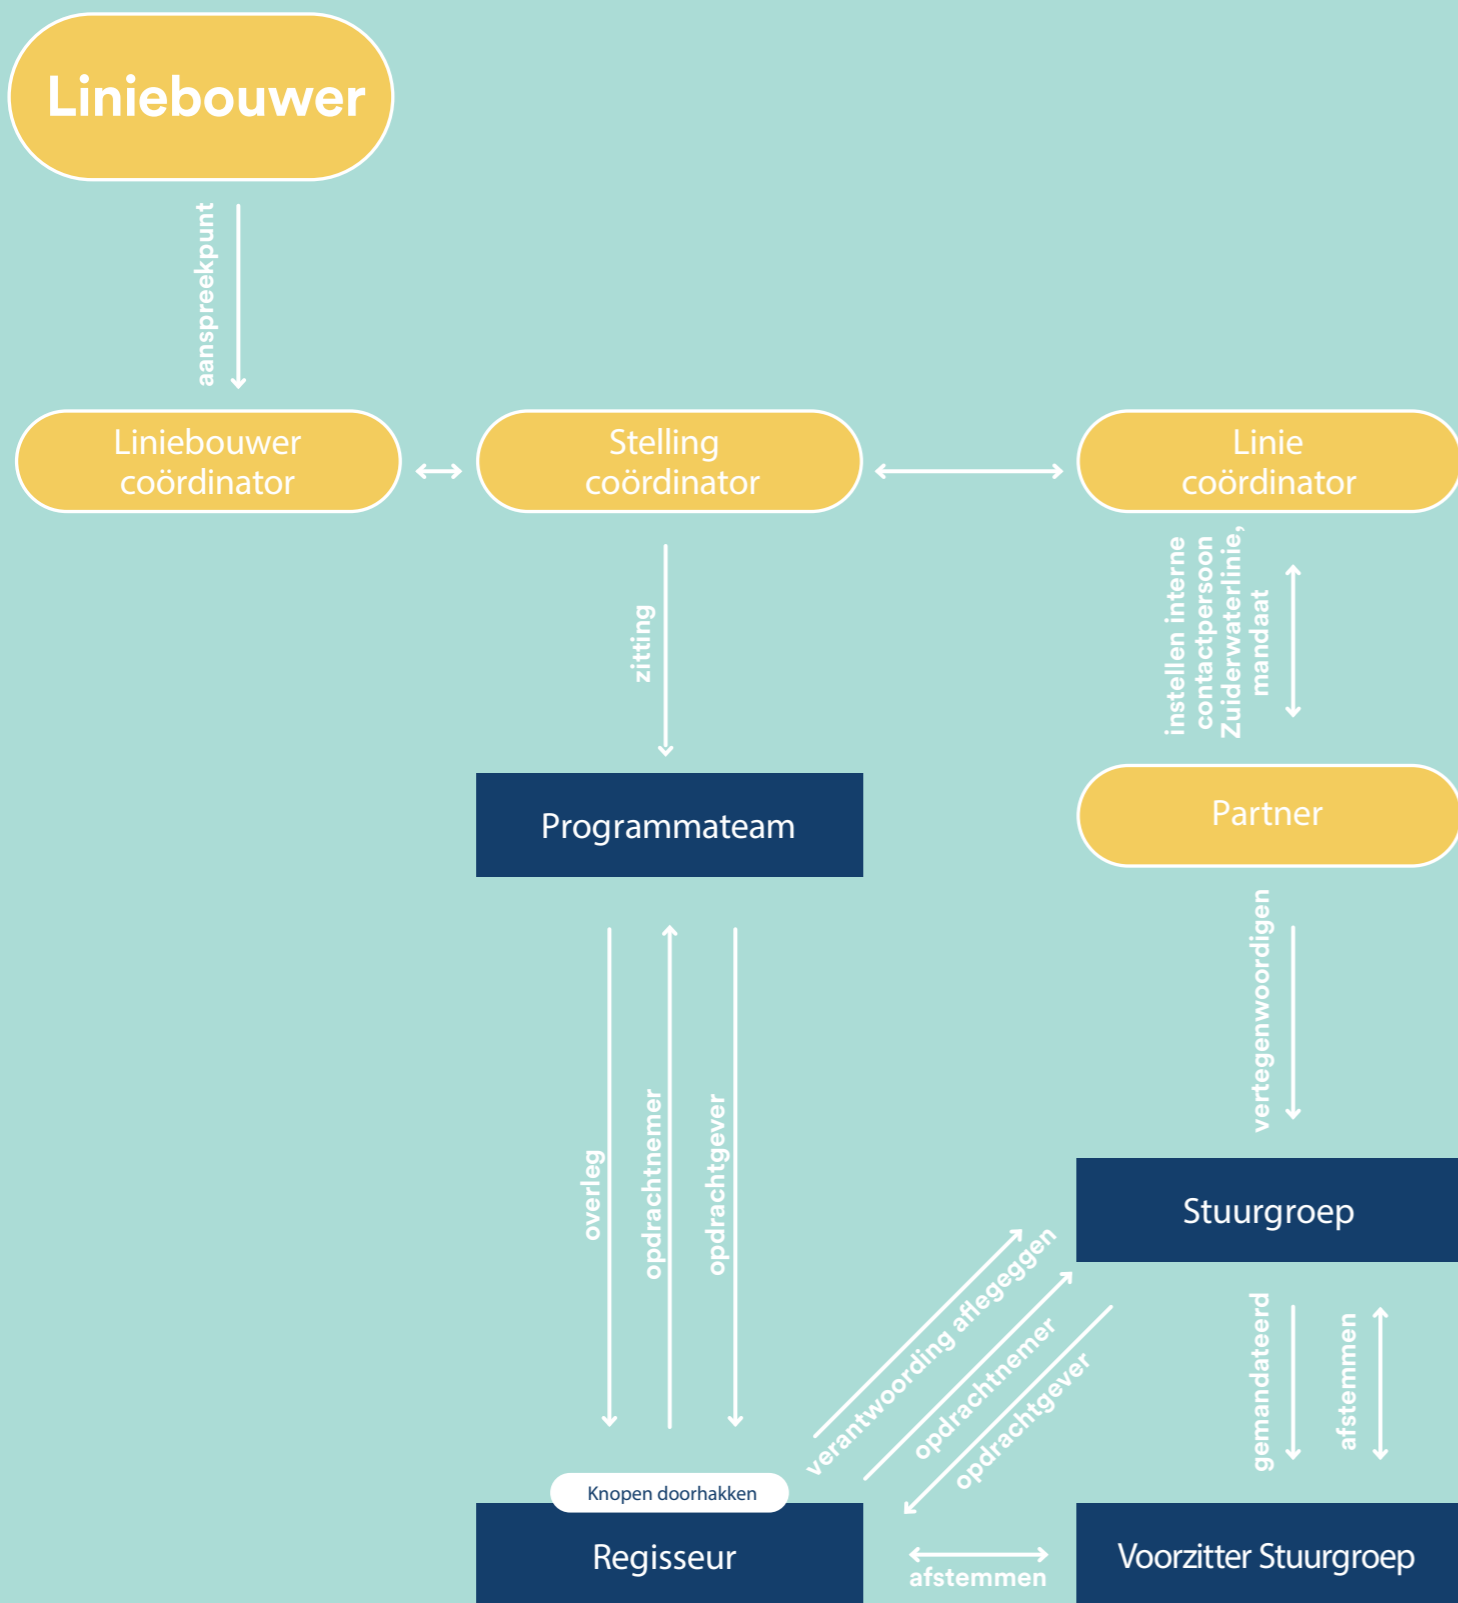 Liniebouwer
aanspreekpunt
Liniebouwer
coördinator
Stelling
coördinator
Linie
coördinator
zitting
instellen interne
contactpersoon
Zuiderwaterlinie,
mandaat
Programmateam
Partner
vertegenwoordigen
overleg
opdrachtnemer
opdrachtgever
Stuurgroep
verantwoording aflegeggen
opdrachtnemer
opdrachtgever
gemandateerd
afstemmen
Knopen doorhakken
Regisseur
afstemmen
Voorzitter Stuurgroep